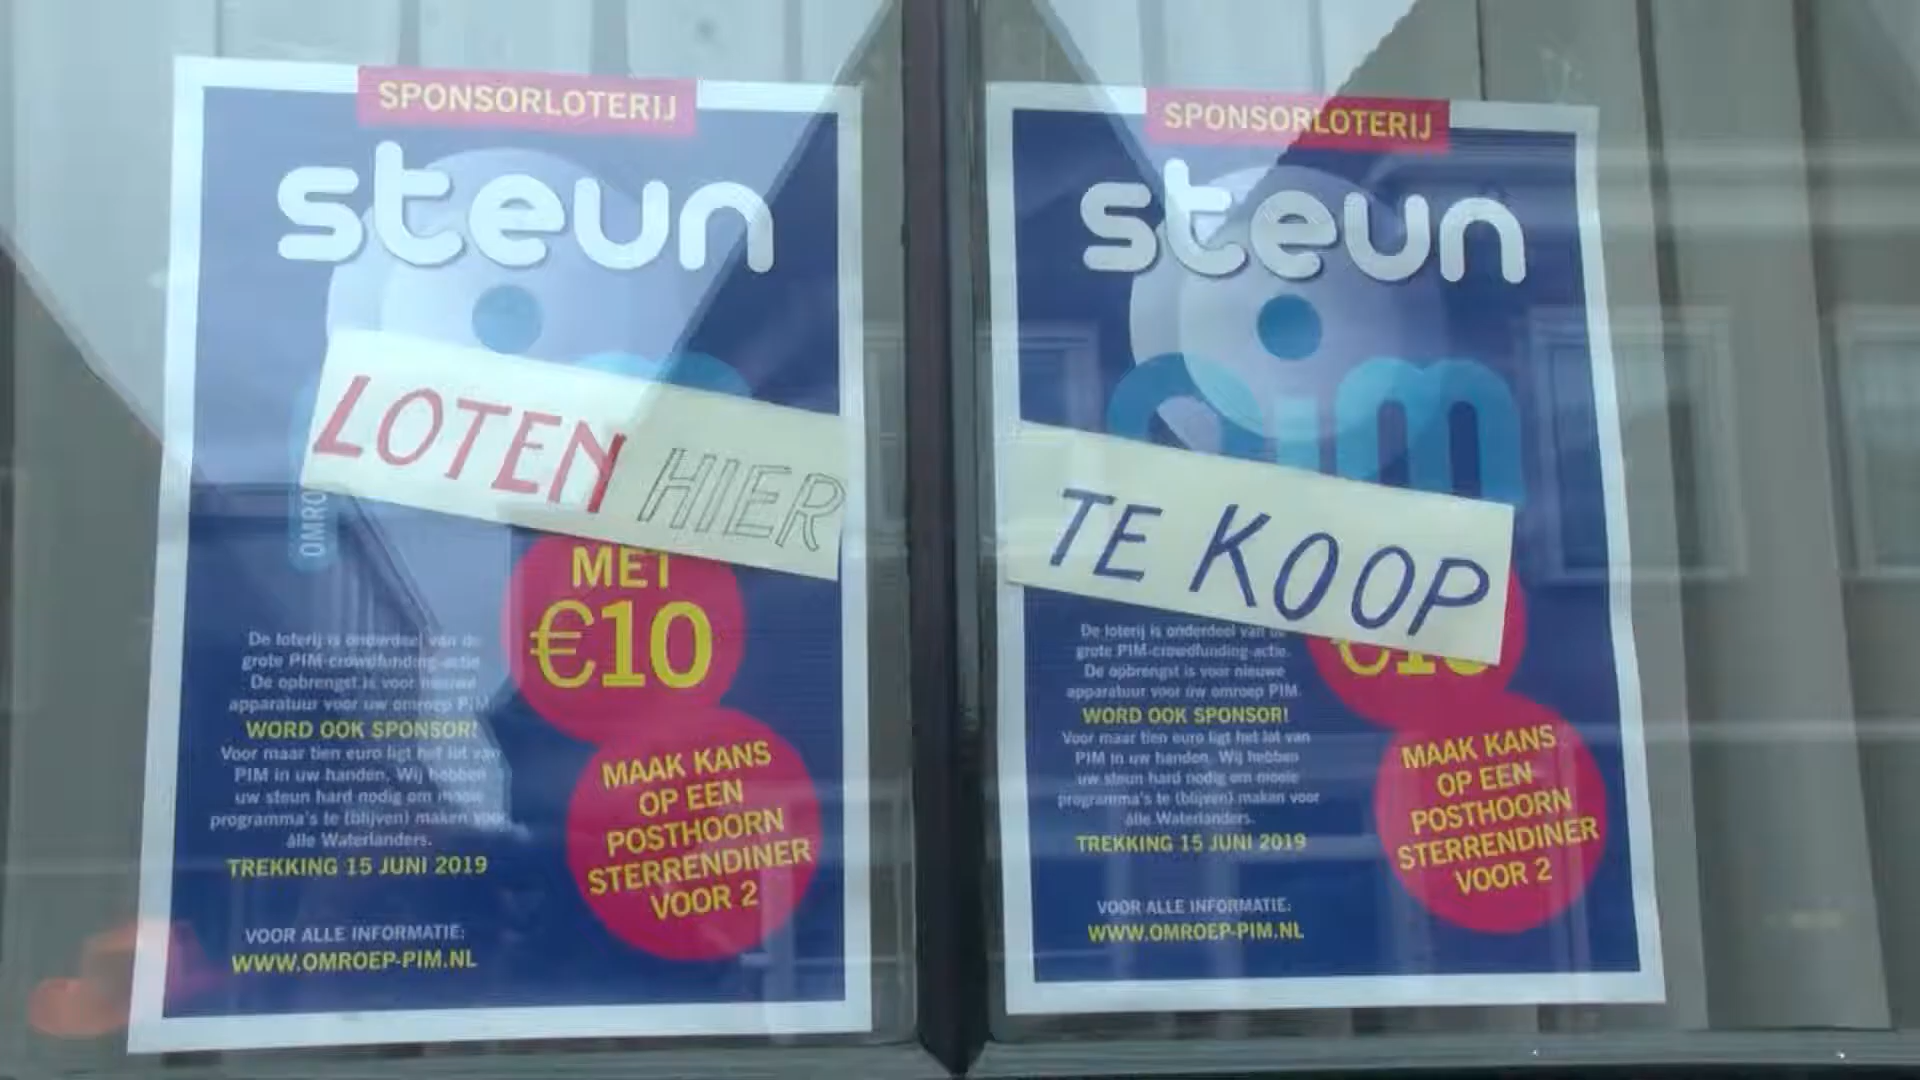 SPONSORLOTERIJ
steun
LOTEN HIER
OMRO
MET
€10
De loterij is onderdeel van de
grote PIM-crowdfunding-actie
De opbrengst is voor nieuwe
apparatuur voor uw omroep PIM.
WORD OOK SPONSOR!
Voor maar tien euro ligt het lot van
PIM in uw handen. Wij hebben
uw steun hard nodig om mooie
programma's te (blijven) maken voor
alle Waterlanders.
TREKKING 15 JUNI 2019
MAAK KANS
OP EEN
POSTHOORN
STERRENDINER
VOOR 2
VOOR ALLE INFORMATIE:
WWW.OMROEP-PIM.NL
SPONSORLOTERIJ
steun
pim
TE KOOP
€10
De loterij is onderdeel van de
grote PIM-crowdfunding-actie.
De opbrengst is voor nieuwe
apparatuur voor uw omroep PIM.
WORD OOK SPONSOR!
Voor maar tien euro ligt het lot van
PIM in uw handen. Wij hebben
uw steun hard nodig om mooie
programma's te (blijven) maken voor
alle Waterlanders.
TREKKING 15 JUNI 2019
MAAK KANS
OP EEN
POSTHOORN
STERRENDINER
VOOR 2
VOOR ALLE INFORMATIE:
WWW.OMROEP-PIM.NL